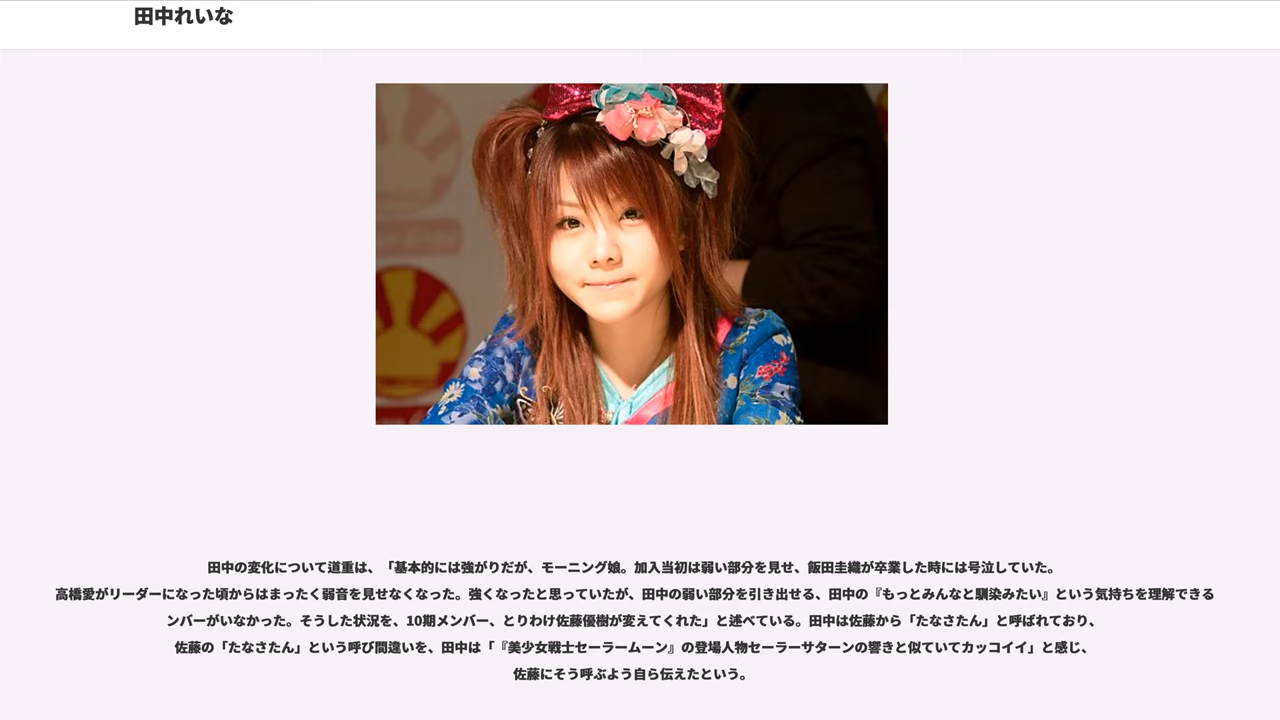 田中れいな
田中の変化について道重は、「基本的には強がりだが、モーニング娘。加入当初は弱い部分を見せ、飯田圭織が卒業した時には号泣していた。
高橋愛がリーダーになった頃からはまったく弱音を見せなくなった。強くなったと思っていたが、田中の弱い部分を引き出せる、田中の『もっとみんなと馴染みたい』という気持ちを理解できる
ンバーがいなかった。そうした状況を、10期メンバー、とりわけ佐藤優樹が変えてくれた」と述べている。田中は佐藤から「たなさたん」と呼ばれており、
佐藤の「たなさたん」という呼び間違いを、田中は「『美少女戦士セーラームーン』の登場人物セーラーサターンの響きと似ていてカッコイイ」と感じ、
佐藤にそう呼ぶよう自ら伝えたという。